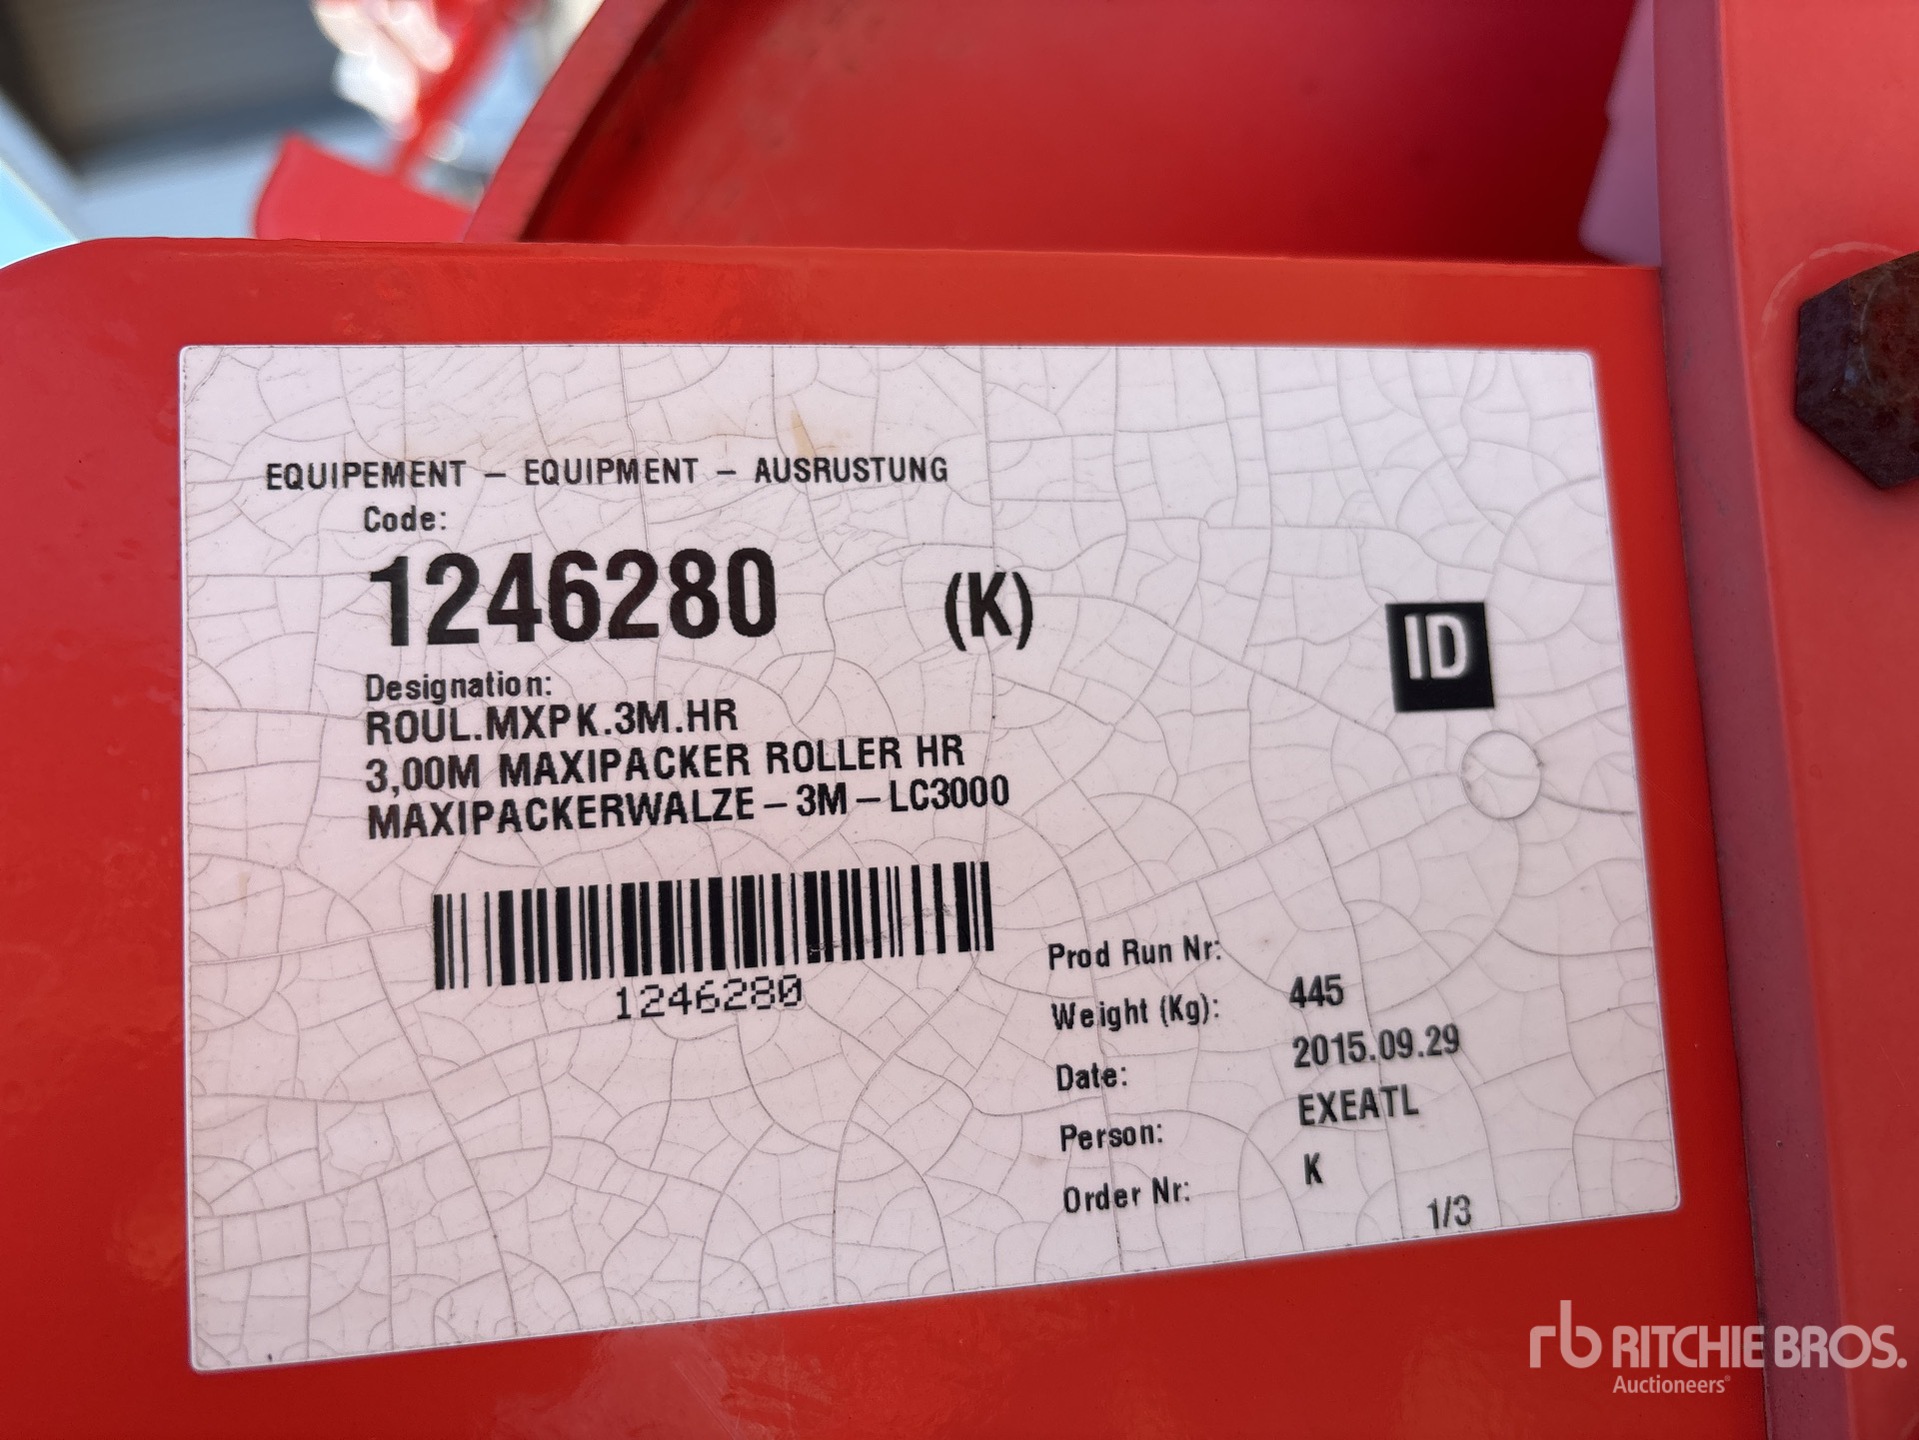 EQUIPEMENT – EQUIPMENT – AUSRUSTUNG
Code:
1246280 (K)
ID
Designation:
ROUL.MXPK.3M.HR
3,00M MAXIPACKER ROLLER HR
MAXIPACKERWALZE – 3M – LC3000
1246280
Prod Run Nr:
Weight (Kg): 445
Date: 2015.09.29
Person: EXEATL
Order Nr: K
1/3
rb RITCHIE BROS.
Auctioneers®